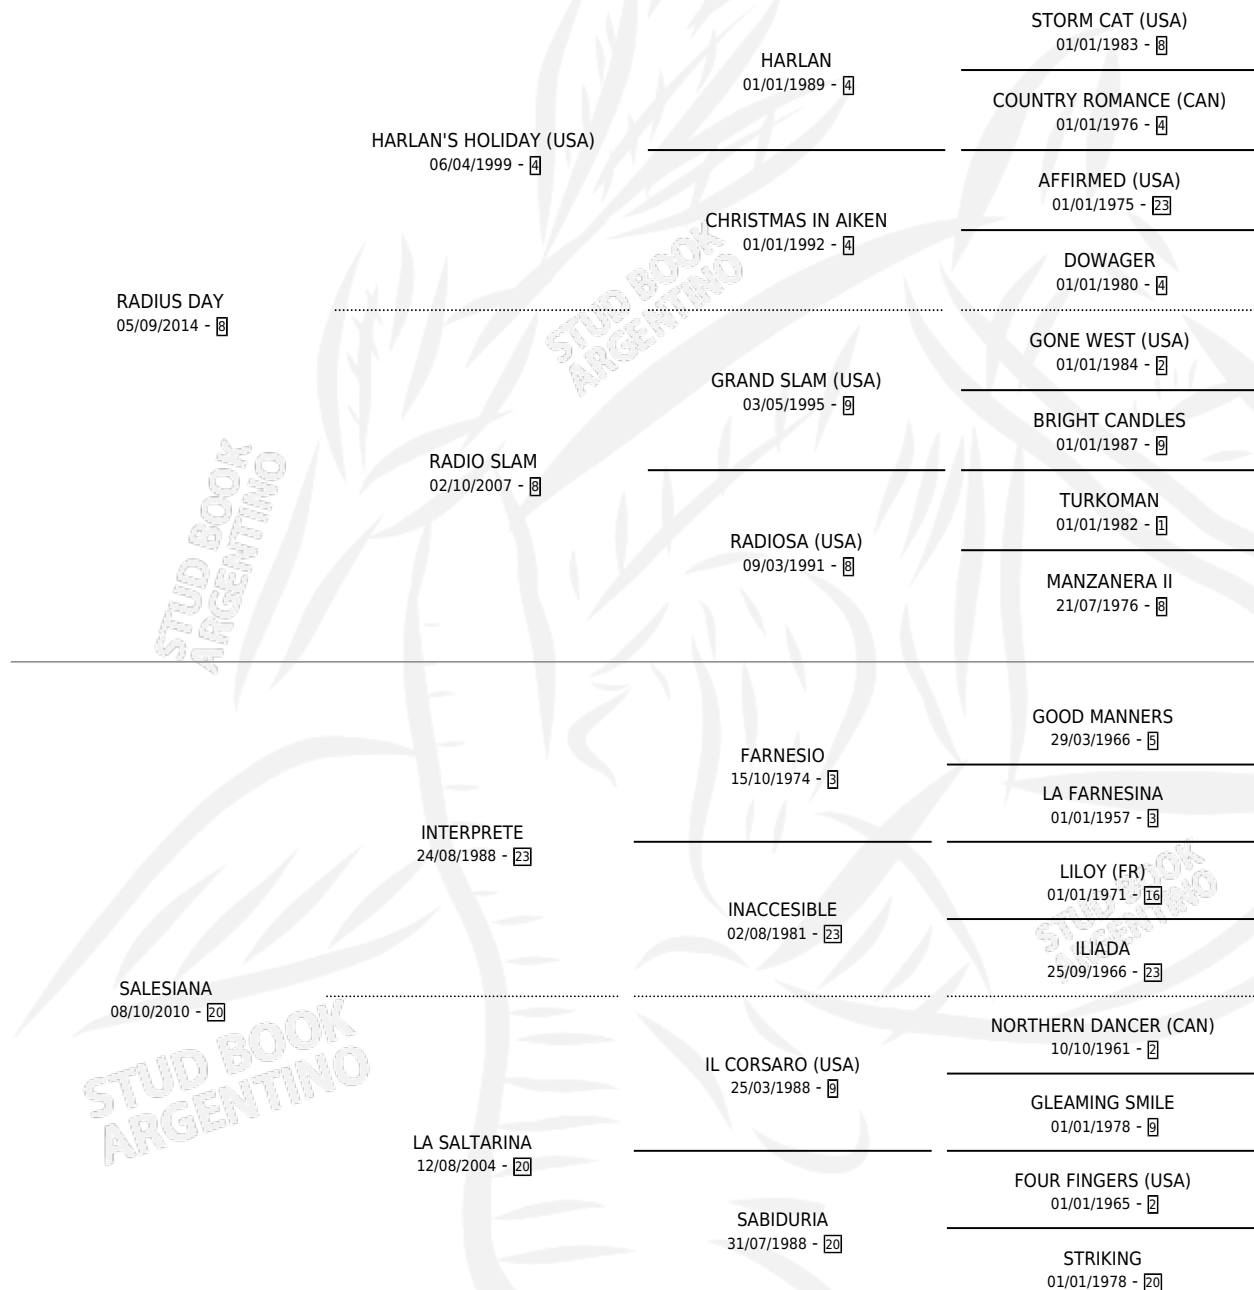 STORM CAT (USA)
01/01/1983 - 8
HARLAN
01/01/1989 - 4
COUNTRY ROMANCE (CAN)
01/01/1976 - 4
HARLAN'S HOLIDAY (USA)
06/04/1999 - 4
AFFIRMED (USA)
01/01/1975 - 23
CHRISTMAS IN AIKEN
01/01/1992 - 4
DOWAGER
01/01/1980 - 4
RADIUS DAY
05/09/2014 - 8
GONE WEST (USA)
01/01/1984 - 2
GRAND SLAM (USA)
03/05/1995 - 9
BRIGHT CANDLES
01/01/1987 - 9
RADIO SLAM
02/10/2007 - 8
TURKOMAN
01/01/1982 - 1
RADIOSA (USA)
09/03/1991 - 8
MANZANERA II
21/07/1976 - 8
GOOD MANNERS
29/03/1966 - 5
FARNESIO
15/10/1974 - 3
LA FARNESINA
01/01/1957 - 3
INTERPRETE
24/08/1988 - 23
LILOY (FR)
01/01/1971 - 16
INACCESIBLE
02/08/1981 - 23
ILIADA
25/09/1966 - 23
SALESIANA
08/10/2010 - 20
NORTHERN DANCER (CAN)
10/10/1961 - 2
IL CORSARO (USA)
25/03/1988 - 9
GLEAMING SMILE
01/01/1978 - 9
LA SALTARINA
12/08/2004 - 20
FOUR FINGERS (USA)
01/01/1965 - 2
SABIDURIA
31/07/1988 - 20
STRIKING
01/01/1978 - 20
STUD BOOK
ARGENTINO
STUD BOOK
ARGENTINO
STUD BOOK
ARGENTINO
STUD BOOK
ARGENTINO